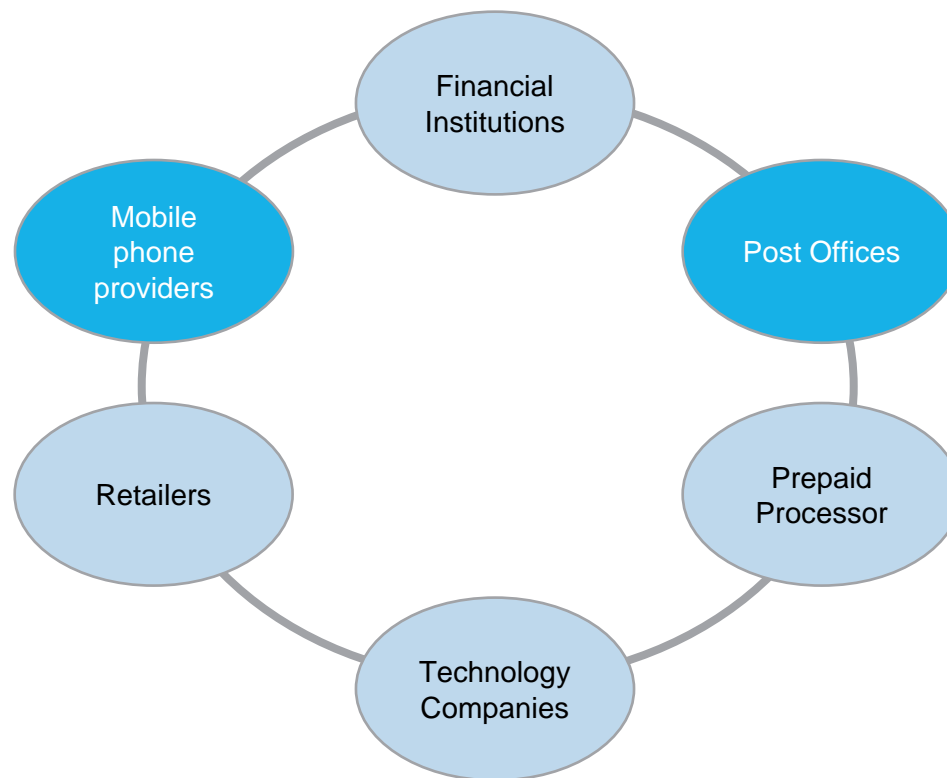 Financial
Institutions
Mobile
phone
providers
Post Offices
Retailers
Prepaid
Processor
Technology
Companies